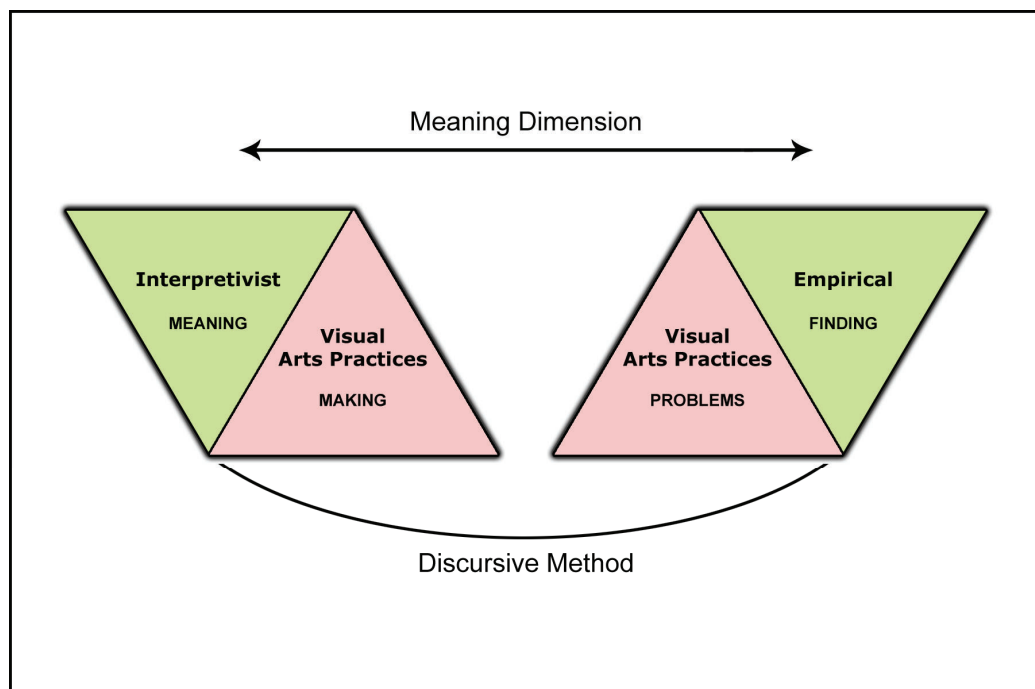 Meaning Dimension
Interpretivist
MEANING
Visual
Arts Practices
MAKING
Visual
Arts Practices
PROBLEMS
Empirical
FINDING
Discursive Method